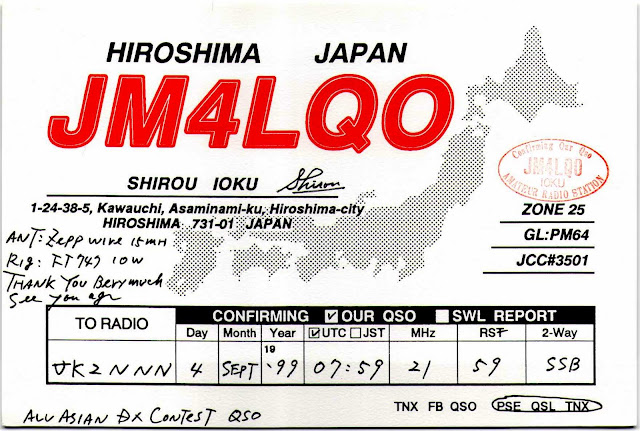 HIROSHIMA JAPAN
JM4LQO
Confirming Our Qso
JM4LQO
IOKU
AMATEUR RADIO STATION
SHIROU IOKU Shirou
1-24-38-5, Kawauchi, Asaminami-ku, Hiroshima-city
HIROSHIMA 731-01 JAPAN
ZONE 25
GL:PM64
JCC#3501
ANT: Zepp wire 15mH
Rig: FT747 10W
THANK YOU Berymuch
See you agn
TO RADIO
CONFIRMING ☑ OUR QSO ☐ SWL REPORT
Day Month Year ☑UTC ☐JST MHz RST 2-Way
19
JK2NNN 4 SEPT '99 07:59 21 59 SSB
ALL ASIAN DX CONTEST QSO
TNX FB QSO PSE QSL TNX